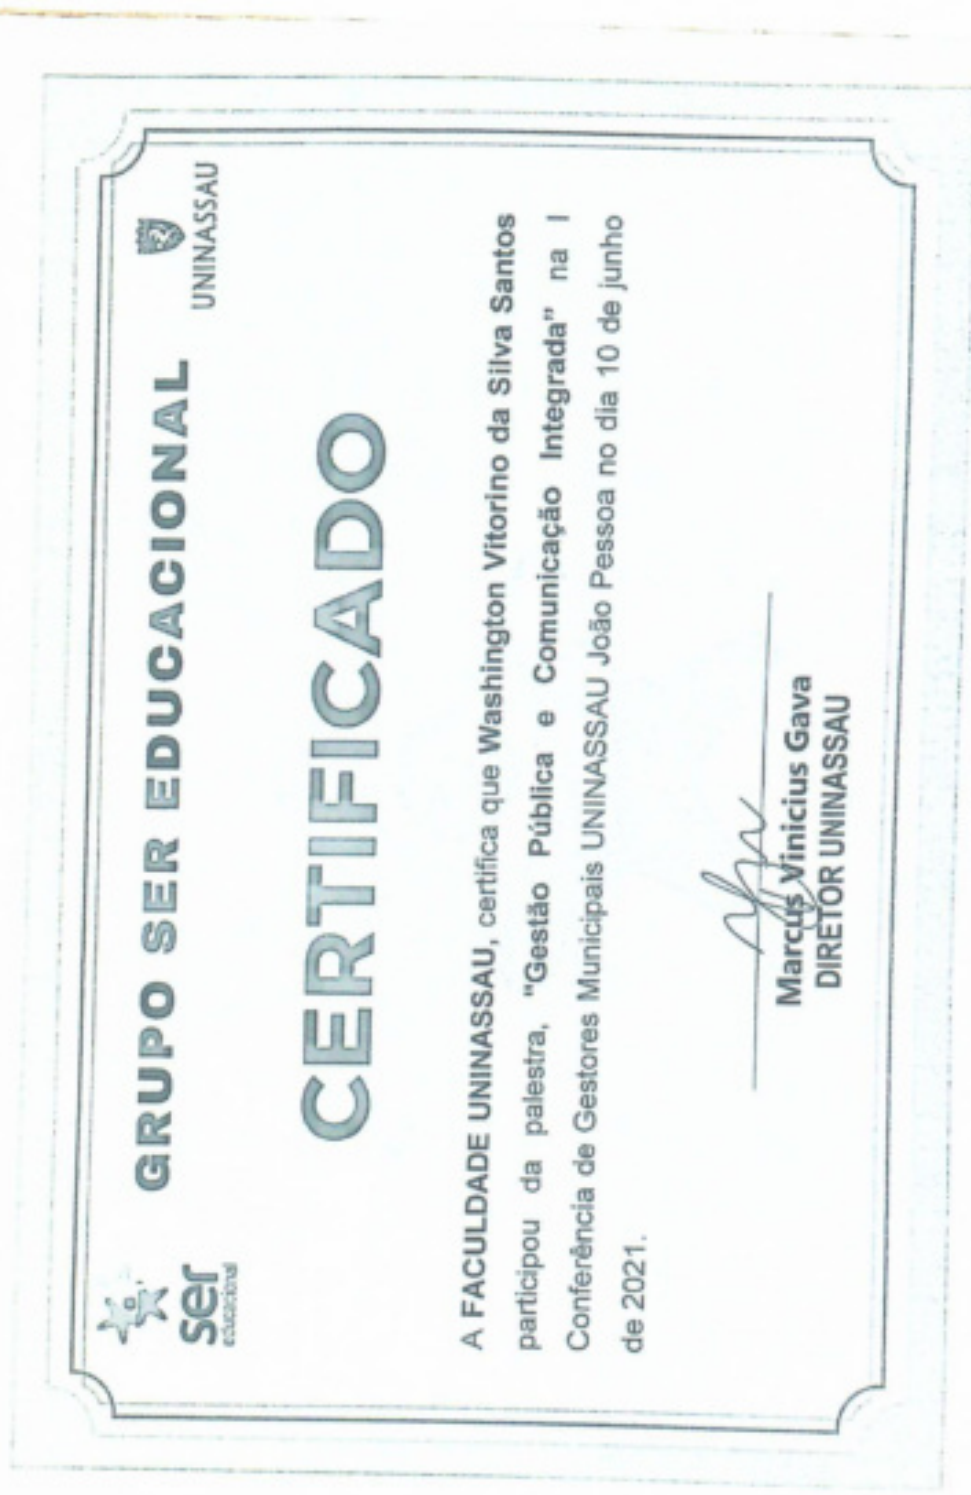 ser
educacional
GRUPO SER EDUCACIONAL
UNINASSAU
CERTIFICADO
A FACULDADE UNINASSAU, certifica que Washington Vitorino da Silva Santos
participou da palestra, "Gestão Pública e Comunicação Integrada" na I
Conferência de Gestores Municipais UNINASSAU João Pessoa no dia 10 de junho
de 2021.
Marcus Vinicius Gava
DIRETOR UNINASSAU